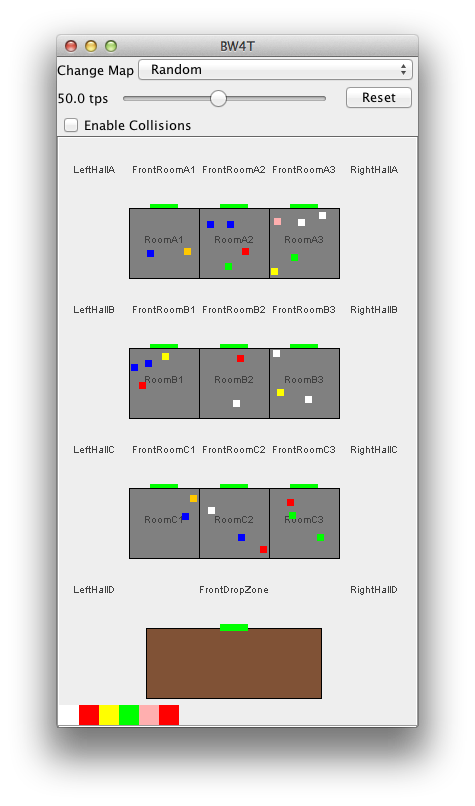 BW4T
Change Map Random
50.0 tps Reset
Enable Collisions
LeftHallA FrontRoomA1 FrontRoomA2 FrontRoomA3 RightHallA
RoomA1 RoomA2 RoomA3
LeftHallB FrontRoomB1 FrontRoomB2 FrontRoomB3 RightHallB
RoomB1 RoomB2 RoomB3
LeftHallC FrontRoomC1 FrontRoomC2 FrontRoomC3 RightHallC
RoomC1 RoomC2 RoomC3
LeftHallD FrontDropZone RightHallD